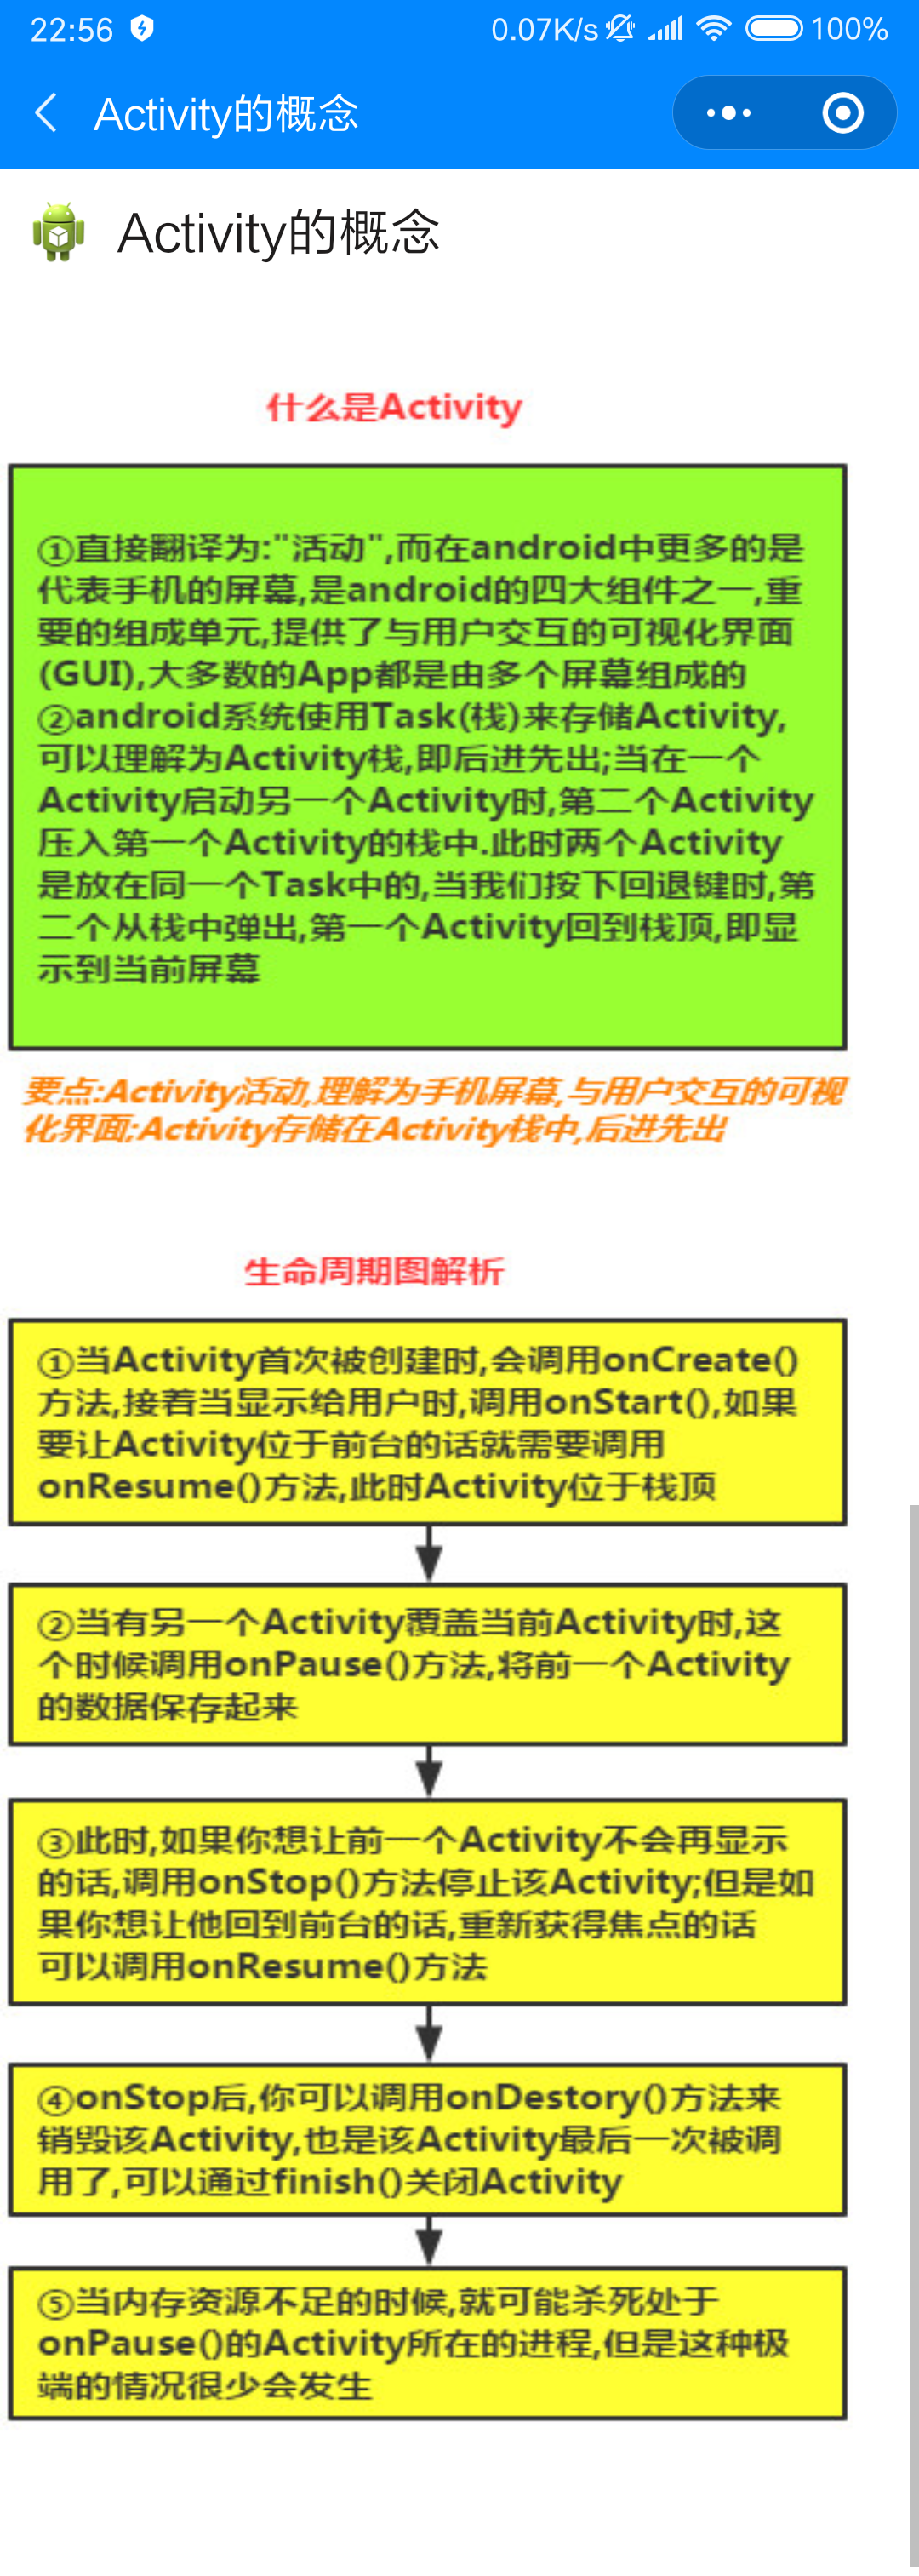 22:56
0.07K/s
100%
Activity的概念
Activity的概念
什么是Activity
①直接翻译为:"活动",而在android中更多的是
代表手机的屏幕,是android的四大组件之一,重
要的组成单元,提供了与用户交互的可视化界面
(GUI),大多数的App都是由多个屏幕组成的
②android系统使用Task(栈)来存储Activity,
可以理解为Activity栈,即后进先出;当在一个
Activity启动另一个Activity时,第二个Activity
压入第一个Activity的栈中.此时两个Activity
是放在同一个Task中的,当我们按下回退键时,第
二个从栈中弹出,第一个Activity回到栈顶,即显
示到当前屏幕
要点:Activity活动,理解为手机屏幕,与用户交互的可视
化界面;Activity存储在Activity栈中,后进先出
生命周期图解析
①当Activity首次被创建时,会调用onCreate()
方法,接着当显示给用户时,调用onStart(),如果
要让Activity位于前台的话就需要调用
onResume()方法,此时Activity位于栈顶
②当有另一个Activity覆盖当前Activity时,这
个时候调用onPause()方法,将前一个Activity
的数据保存起来
③此时,如果你想让前一个Activity不会再显示
的话,调用onStop()方法停止该Activity;但是如
果你想让他回到前台的话,重新获得焦点的话
可以调用onResume()方法
④onStop后,你可以调用onDestory()方法来
销毁该Activity,也是该Activity最后一次被调
用了,可以通过finish()关闭Activity
⑤当内存资源不足的时候,就可能杀死处于
onPause()的Activity所在的进程,但是这种极
端的情况很少会发生